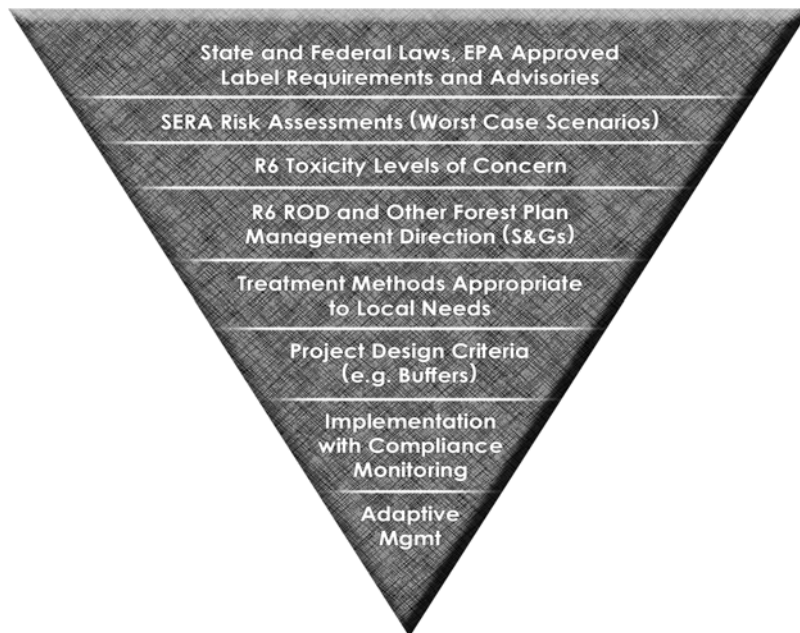 State and Federal Laws, EPA Approved
Label Requirements and Advisories
SERA Risk Assessments (Worst Case Scenarios)
R6 Toxicity Levels of Concern
R6 ROD and Other Forest Plan
Management Direction (S&Gs)
Treatment Methods Appropriate
to Local Needs
Project Design Criteria
(e.g. Buffers)
Implementation
with Compliance
Monitoring
Adaptive
Mgmt